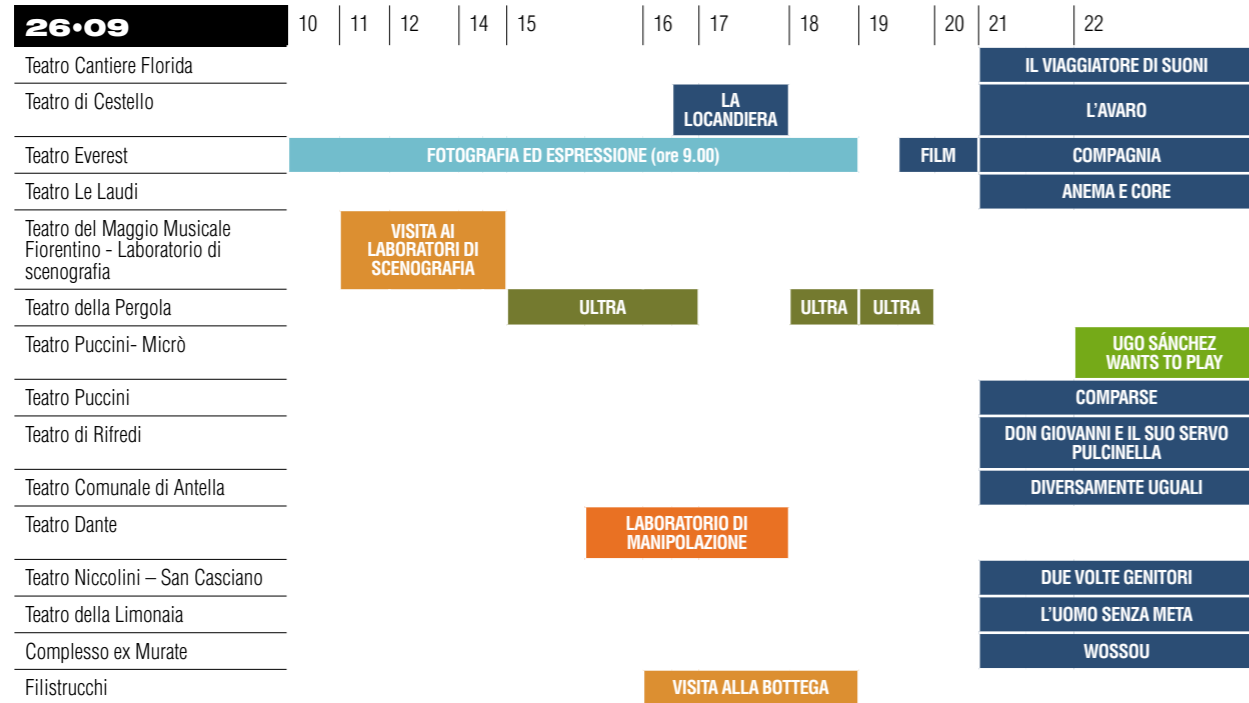 26•09 10 11 12 14 15 16 17 18 19 20 21 22
Teatro Cantiere Florida IL VIAGGIATORE DI SUONI
Teatro di Cestello LA
LOCANDIERA L'AVARO
Teatro Everest FOTOGRAFIA ED ESPRESSIONE (ore 9.00) FILM COMPAGNIA
Teatro Le Laudi ANEMA E CORE
Teatro del Maggio Musicale
Fiorentino - Laboratorio di
scenografia
VISITA AI
LABORATORI DI
SCENOGRAFIA
Teatro della Pergola ULTRA ULTRA ULTRA
Teatro Puccini- Micrò UGO SÁNCHEZ
WANTS TO PLAY
Teatro Puccini COMPARSE
Teatro di Rifredi DON GIOVANNI E IL SUO SERVO
PULCINELLA
Teatro Comunale di Antella DIVERSAMENTE UGUALI
Teatro Dante LABORATORIO DI
MANIPOLAZIONE
Teatro Niccolini – San Casciano DUE VOLTE GENITORI
Teatro della Limonaia L'UOMO SENZA META
Complesso ex Murate WOSSOU
Filistrucchi VISITA ALLA BOTTEGA